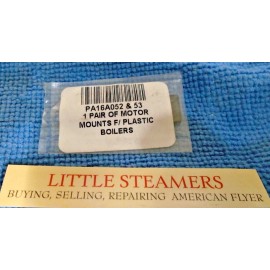 PA16A052 & 53
1 PAIR OF MOTOR
MOUNTS F/ PLASTIC
BOILERS
LITTLE STEAMERS
BUYING, SELLING, REPAIRING AMERICAN FLYER